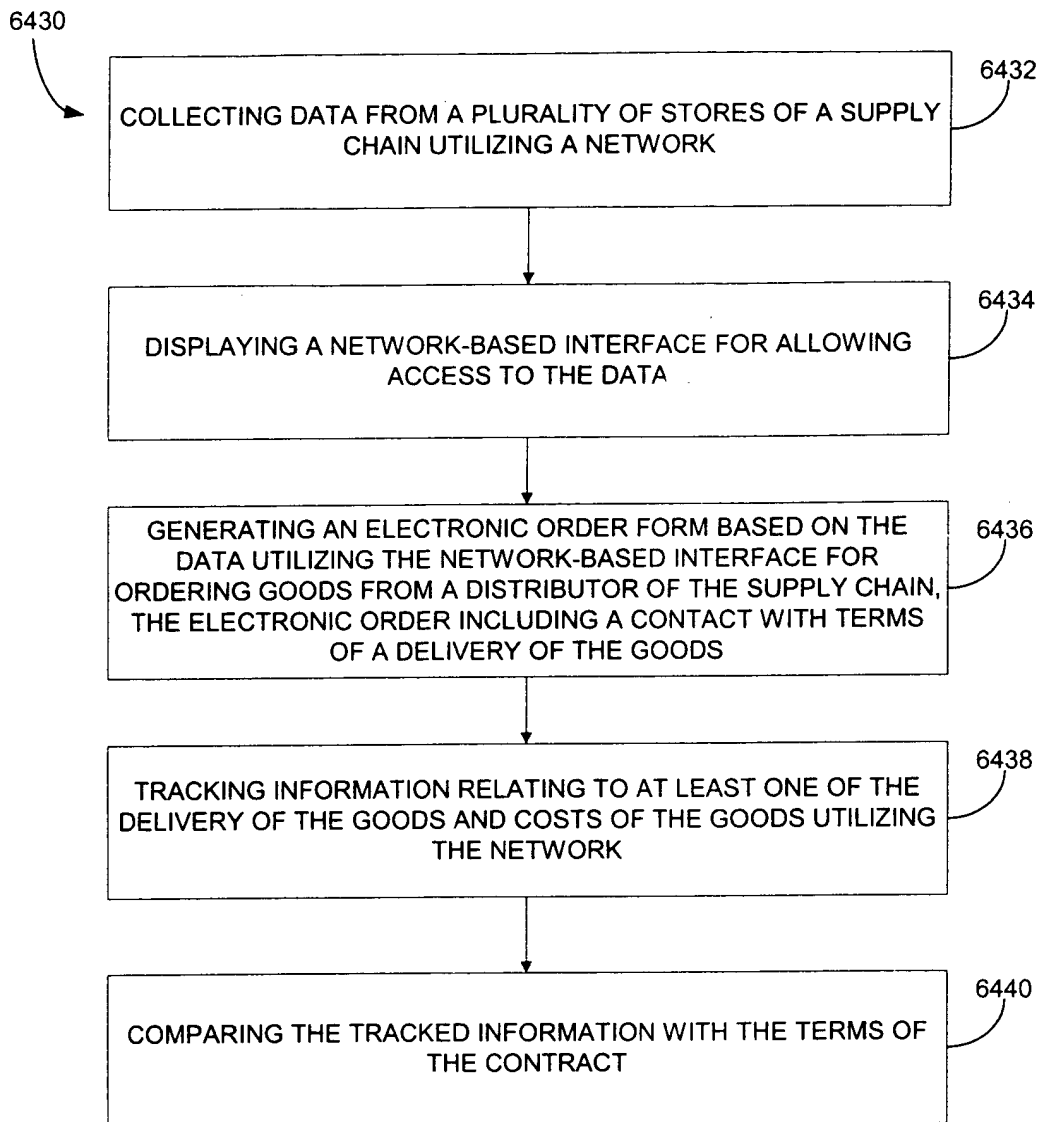 6430
6432
COLLECTING DATA FROM A PLURALITY OF STORES OF A SUPPLY
CHAIN UTILIZING A NETWORK
6434
DISPLAYING A NETWORK-BASED INTERFACE FOR ALLOWING
ACCESS TO THE DATA
6436
GENERATING AN ELECTRONIC ORDER FORM BASED ON THE
DATA UTILIZING THE NETWORK-BASED INTERFACE FOR
ORDERING GOODS FROM A DISTRIBUTOR OF THE SUPPLY CHAIN,
THE ELECTRONIC ORDER INCLUDING A CONTACT WITH TERMS
OF A DELIVERY OF THE GOODS
6438
TRACKING INFORMATION RELATING TO AT LEAST ONE OF THE
DELIVERY OF THE GOODS AND COSTS OF THE GOODS UTILIZING
THE NETWORK
6440
COMPARING THE TRACKED INFORMATION WITH THE TERMS OF
THE CONTRACT